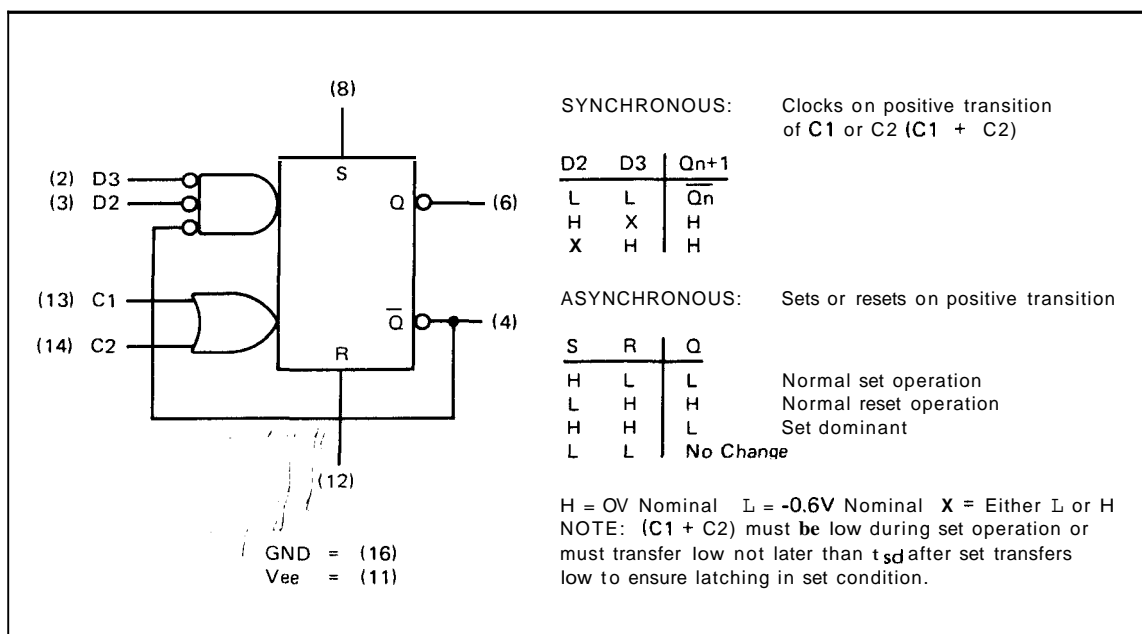 (8)
S
(2) D3
(3) D2
Q
(6)
(13) C1
(14) C2
Q̅
(4)
R
(12)
GND = (16)
Vee = (11)
SYNCHRONOUS: Clocks on positive transition
of C1 or C2 (C1 + C2)
D2 D3 Qn+1
L L Q̅n̅
H X H
X H H
ASYNCHRONOUS: Sets or resets on positive transition
S R Q
H L L Normal set operation
L H H Normal reset operation
H H L Set dominant
L L No Change
H = OV Nominal L = -0.6V Nominal X = Either L or H
NOTE: (C1 + C2) must be low during set operation or
must transfer low not later than tsd after set transfers
low to ensure latching in set condition.